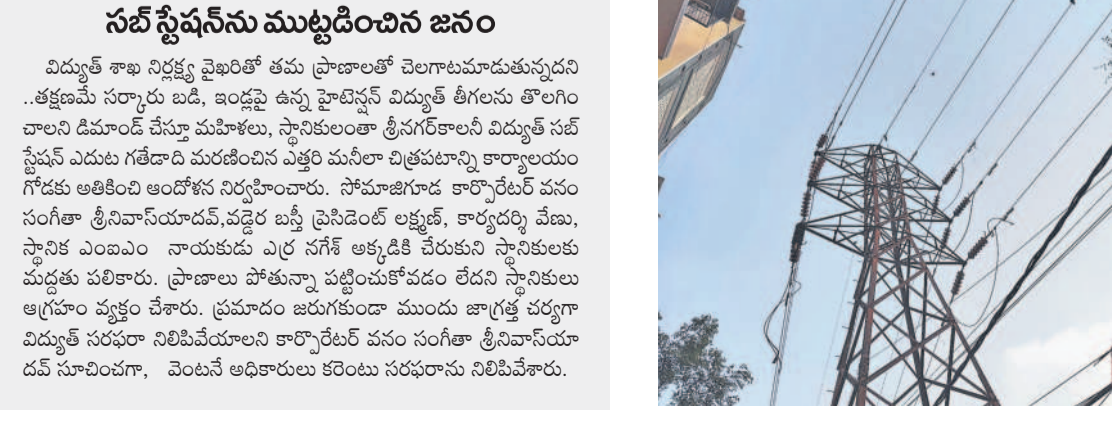 సబ్‌స్టేషన్‌ను ముట్టడించిన జనం
విద్యుత్ శాఖ నిర్లక్ష్య వైఖరితో తమ ప్రాణాలతో చెలగాటమాడుతున్నదని
..తక్షణమే సర్కారు బడి, ఇండ్లపై ఉన్న హైటెన్షన్ విద్యుత్ తీగలను తొలగిం
చాలని డిమాండ్ చేస్తూ మహిళలు, స్థానికులంతా శ్రీనగర్‌కాలనీ విద్యుత్ సబ్
స్టేషన్ ఎదుట గతేడాది మరణించిన ఎత్తరి మనీలా చిత్రపటాన్ని కార్యాలయం
గోడకు అతికించి ఆందోళన నిర్వహించారు. సోమాజిగూడ కార్పొరేటర్ వనం
సంగీతా శ్రీనివాస్‌యాదవ్,వడ్డెర బస్తీ ప్రెసిడెంట్ లక్ష్మణ్, కార్యదర్శి వేణు,
స్థానిక ఎంఐఎం నాయకుడు ఎర్ర నగేశ్ అక్కడికి చేరుకుని స్థానికులకు
మద్దతు పలికారు. ప్రాణాలు పోతున్నా పట్టించుకోవడం లేదని స్థానికులు
ఆగ్రహం వ్యక్తం చేశారు. ప్రమాదం జరుగకుండా ముందు జాగ్రత్త చర్యగా
విద్యుత్ సరఫరా నిలిపివేయాలని కార్పొరేటర్ వనం సంగీతా శ్రీనివాస్‌యా
దవ్ సూచించగా, వెంటనే అధికారులు కరెంటు సరఫరాను నిలిపివేశారు.